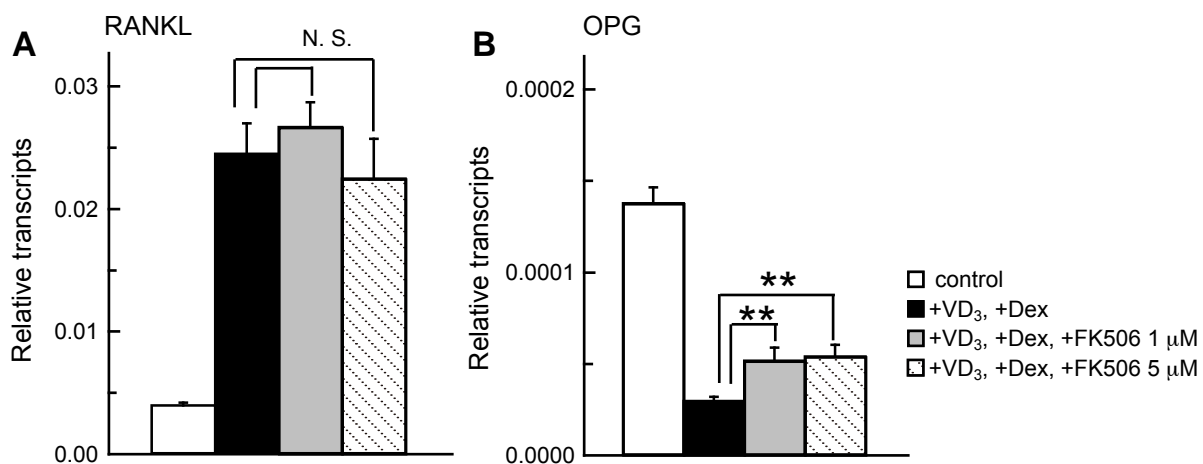 A RANKL
N. S.
0.03
0.02
0.01
0.00
Relative transcripts
B OPG
0.0002
0.0001
0.0000
Relative transcripts
**
**
control
+VD₃, +Dex
+VD₃, +Dex, +FK506 1 μM
+VD₃, +Dex, +FK506 5 μM